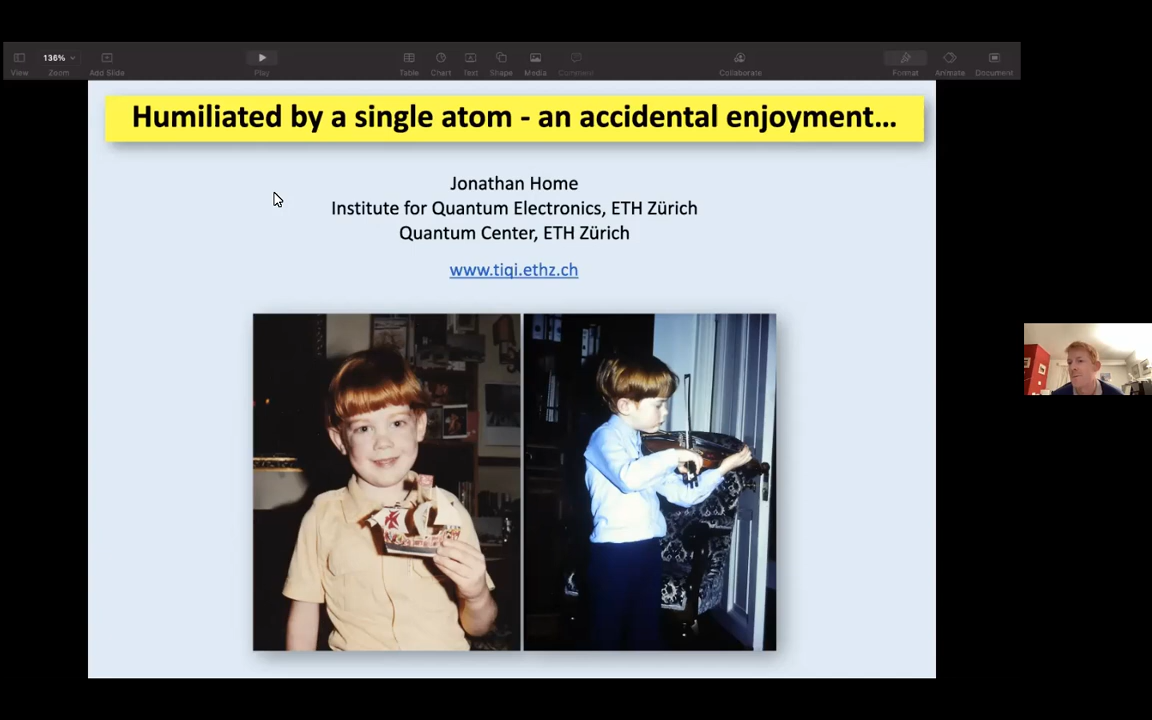 136%
View
Zoom
Add Slide
Play
Table
Chart
Text
Shape
Media
Comment
Collaborate
Format
Animate
Document
Humiliated by a single atom - an accidental enjoyment...
Jonathan Home
Institute for Quantum Electronics, ETH Zürich
Quantum Center, ETH Zürich
www.tiqi.ethz.ch